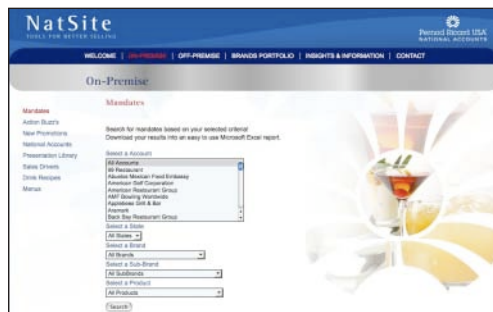 NatSite
TOOLS FOR BETTER SELLING
Pernod Ricard USA
NATIONAL ACCOUNTS
WELCOME | ON-PREMISE | OFF-PREMISE | BRANDS PORTFOLIO | INSIGHTS & INFORMATION | CONTACT
On-Premise
Mandates
Action Buzz's
New Promotions
National Accounts
Presentation Library
Sales Drivers
Drink Recipes
Menus
Mandates
Search for mandates based on your selected criteria!
Download your results into an easy to use Microsoft Excel report.
Select a Account
All Accounts
89 Restaurant
Abuelos Mexican Food Embassy
American Golf Corporation
American Restaurant Group
AMF Bowling Worldwide
Applebees Grill & Bar
Aramark
Back Bay Restaurant Group
Select a State
All States
Select a Brand
All Brands
Select a Sub-Brand
All SubBrands
Select a Product
All Products
Search